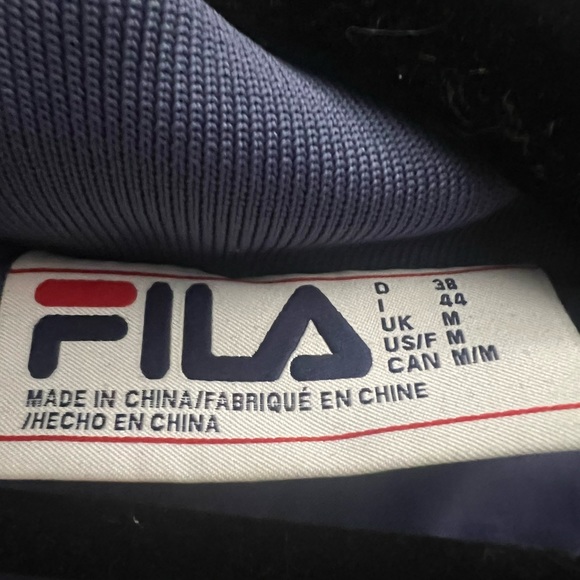 FILA
D 38
I 44
UK M
US/F M
CAN M/M
MADE IN CHINA/FABRIQUÉ EN CHINE
/HECHO EN CHINA